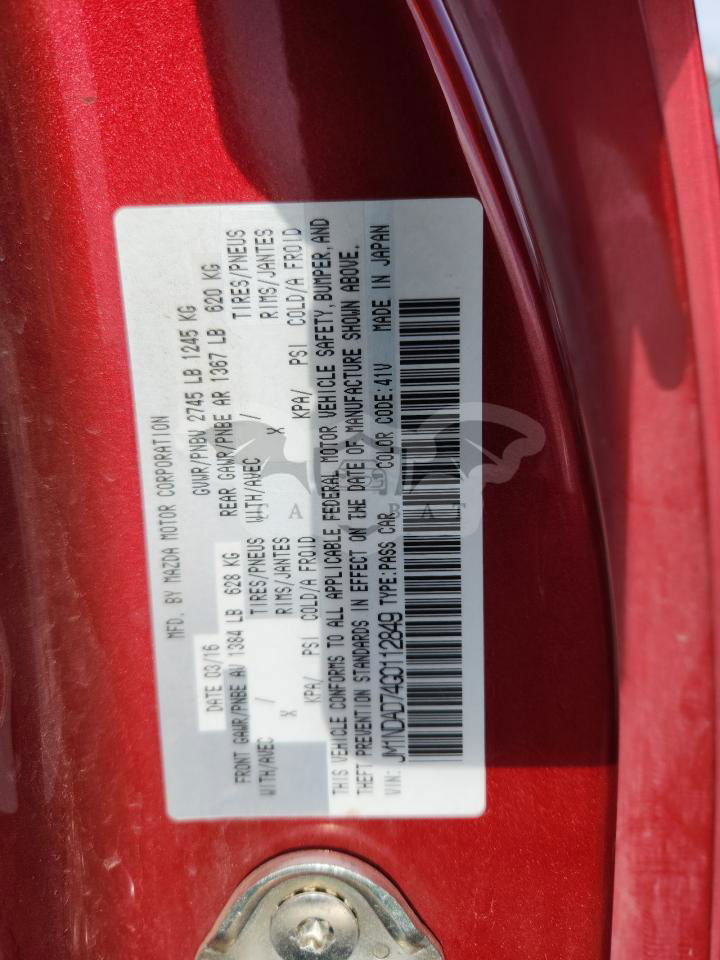 MFD. BY MAZDA MOTOR CORPORATION
DATE 03/16 GVWR/PNBV 2745 LB 1245 KG
FRONT GAWR/PNBE AV 1384 LB 628 KG REAR GAWR/PNBE AR 1367 LB 620 KG
TIRES/PNEUS WITH/AVEC TIRES/PNEUS
WITH/AVEC / RIMS/JANTES / RIMS/JANTES
X KPA/ PSI COLD/A FROID X KPA/ PSI COLD/A FROID
THIS VEHICLE CONFORMS TO ALL APPLICABLE FEDERAL MOTOR VEHICLE SAFETY, BUMPER, AND
THEFT PREVENTION STANDARDS IN EFFECT ON THE DATE OF MANUFACTURE SHOWN ABOVE.
VIN: JM1NDAD74G0112849 TYPE:PASS CAR COLOR CODE:41V MADE IN JAPAN
CAR BAT